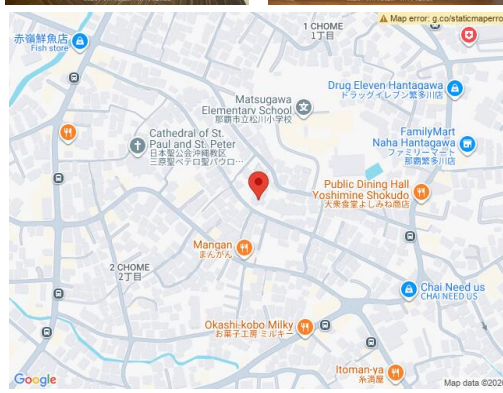 Map error: g.co/staticmaperro
1 CHOME
1丁目
赤嶺鮮魚店
Fish store
Drug Eleven Hantagawa
ドラッグイレブン繁多川店
Matsugawa
Elementary School
那覇市立松川小学校
FamilyMart
Naha Hantagawa
ファミリーマート
那覇繁多川店
Cathedral of St.
Paul and St. Peter
日本聖公会沖縄教区
三原聖ペテロ聖パウロ…
Public Dining Hall
Yoshimine Shokudo
大衆食堂よしみね商店
Mangan
まんがん
2 CHOME
2丁目
Chai Need us
CHAI NEED US
Okashi-kobo Milky
お菓子工房 ミルキー
Itoman-ya
糸満屋
Google
Map data ©2026